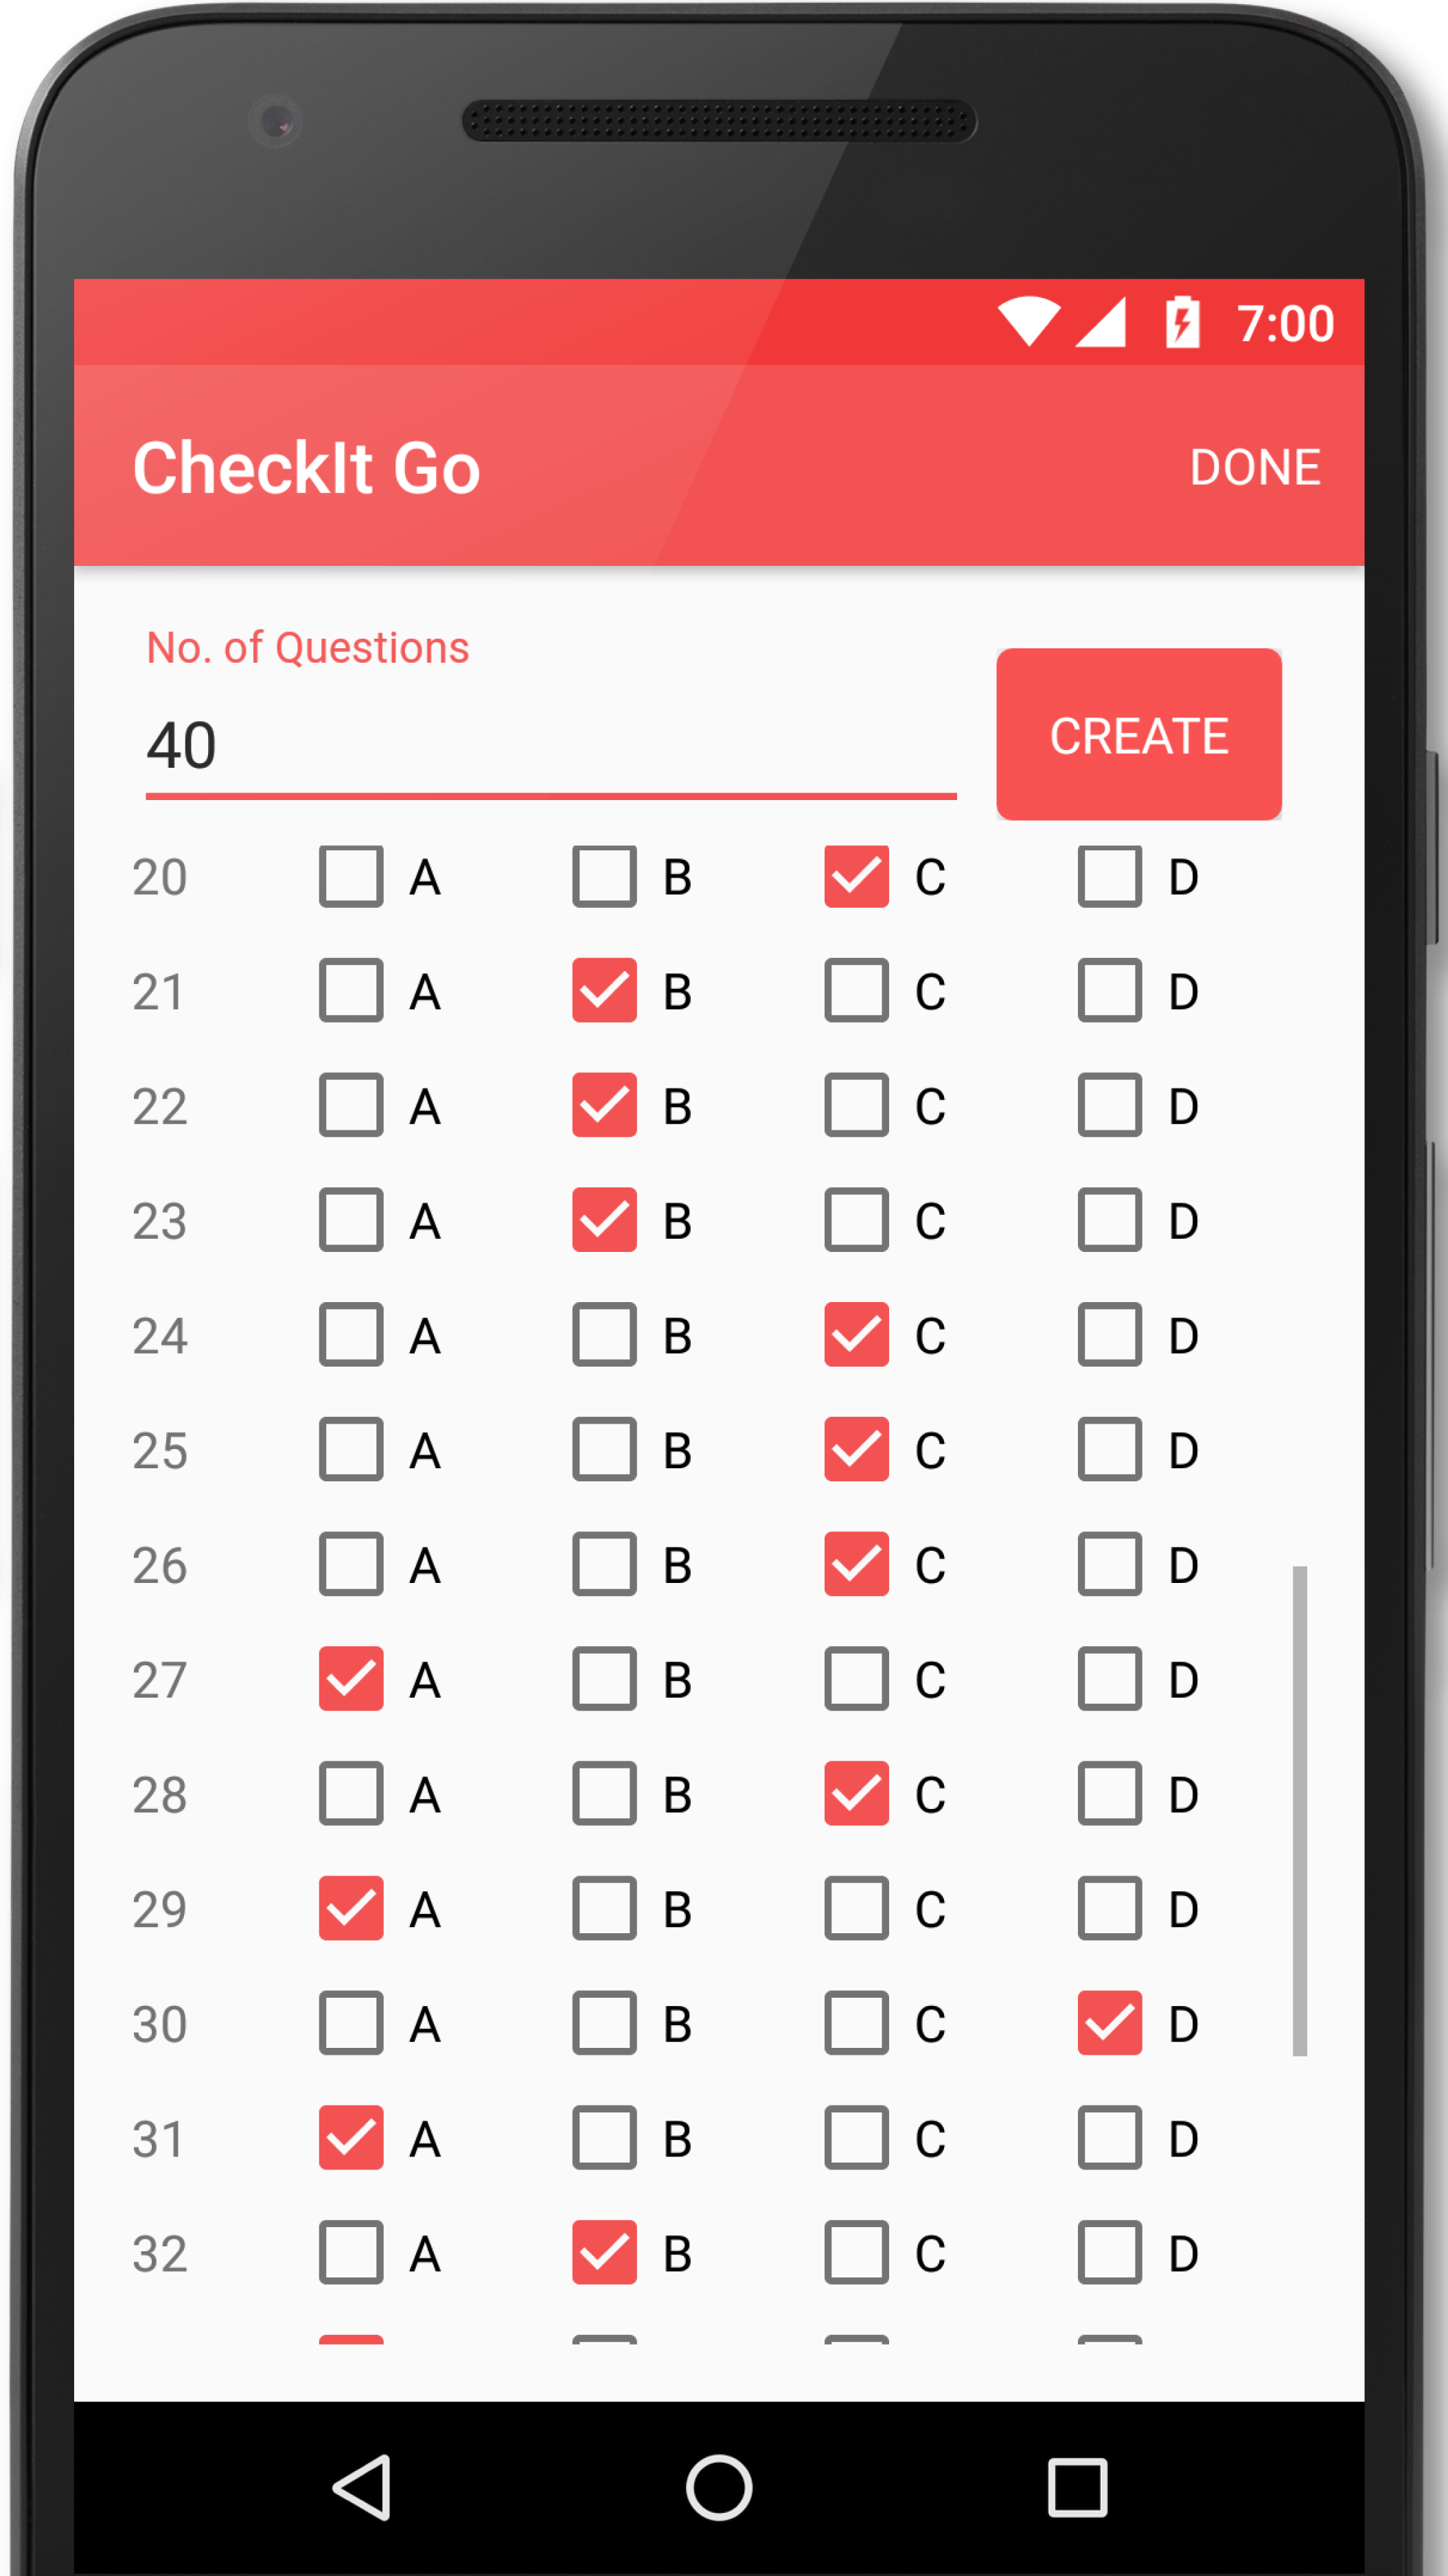 7:00
CheckIt Go DONE
No. of Questions
40
CREATE
20 A B C D
21 A B C D
22 A B C D
23 A B C D
24 A B C D
25 A B C D
26 A B C D
27 A B C D
28 A B C D
29 A B C D
30 A B C D
31 A B C D
32 A B C D